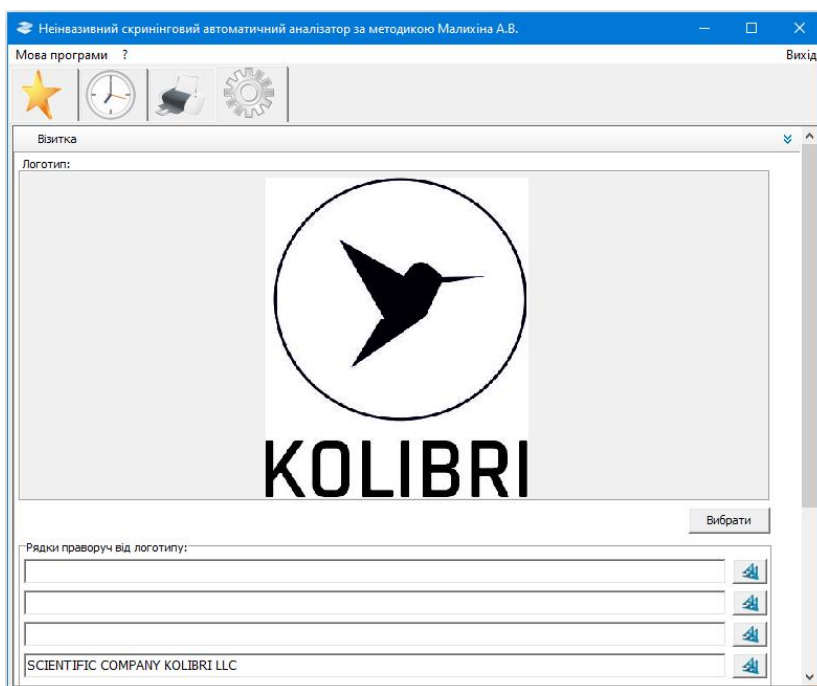 Неінвазивний скринінговий автоматичний аналізатор за методикою Малихіна А.В.
Мова програми ? Вихід
Візитка
Логотип:
KOLIBRI
Вибрати
Рядки праворуч від логотипу:
SCIENTIFIC COMPANY KOLIBRI LLC